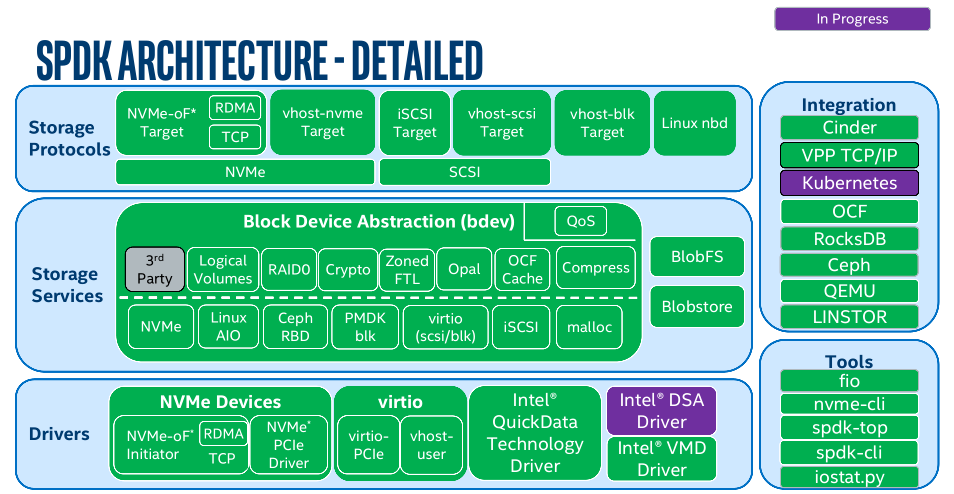 In Progress
SPDK ARCHITECTURE - DETAILED
Storage
Protocols
NVMe-oF*
Target
RDMA
TCP
vhost-nvme
Target
iSCSI
Target
vhost-scsi
Target
vhost-blk
Target
Linux nbd
NVMe
SCSI
Storage
Services
Block Device Abstraction (bdev)
QoS
3rd
Party
Logical
Volumes
RAID0
Crypto
Zoned
FTL
Opal
OCF
Cache
Compress
NVMe
Linux
AIO
Ceph
RBD
PMDK
blk
virtio
(scsi/blk)
iSCSI
malloc
BlobFS
Blobstore
Drivers
NVMe Devices
NVMe-oF*
Initiator
RDMA
TCP
NVMe*
PCIe
Driver
virtio
virtio-
PCIe
vhost-
user
Intel®
QuickData
Technology
Driver
Intel® DSA
Driver
Intel® VMD
Driver
Integration
Cinder
VPP TCP/IP
Kubernetes
OCF
RocksDB
Ceph
QEMU
LINSTOR
Tools
fio
nvme-cli
spdk-top
spdk-cli
iostat.py